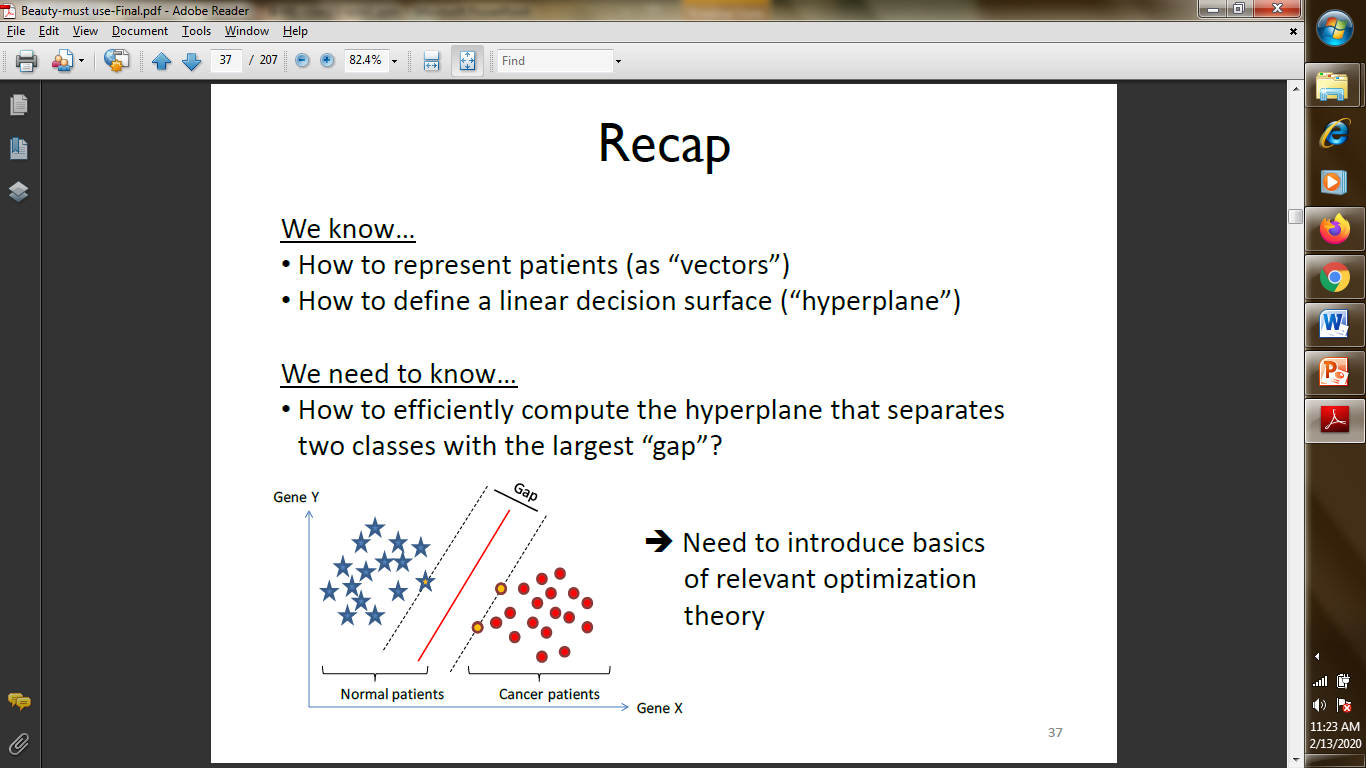 Beauty-must use-Final.pdf - Adobe Reader
File Edit View Document Tools Window Help
37 / 207 82.4% Find
Recap
We know…
• How to represent patients (as “vectors”)
• How to define a linear decision surface (“hyperplane”)
We need to know…
• How to efficiently compute the hyperplane that separates
two classes with the largest “gap”?
Gap
Gene Y
➔ Need to introduce basics
of relevant optimization
theory
Normal patients
Cancer patients
Gene X
37
11:23 AM
2/13/2020